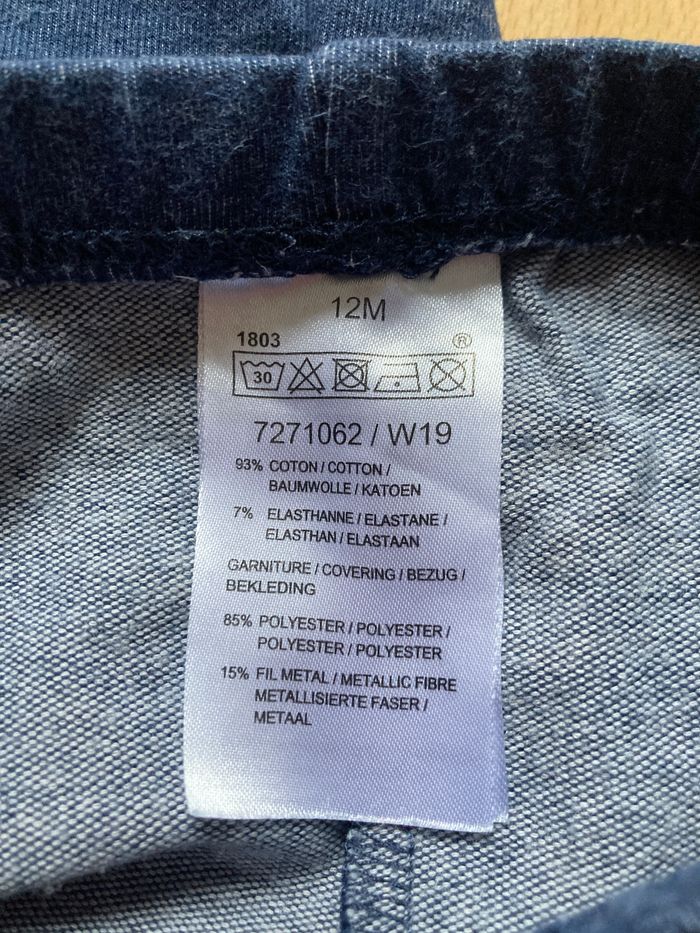 12M
1803 ®
30
7271062 / W19
93% COTON / COTTON /
BAUMWOLLE / KATOEN
7% ELASTHANNE / ELASTANE /
ELASTHAN / ELASTAAN
GARNITURE / COVERING / BEZUG /
BEKLEDING
85% POLYESTER / POLYESTER /
POLYESTER / POLYESTER
15% FIL METAL / METALLIC FIBRE
METALLISIERTE FASER /
METAAL